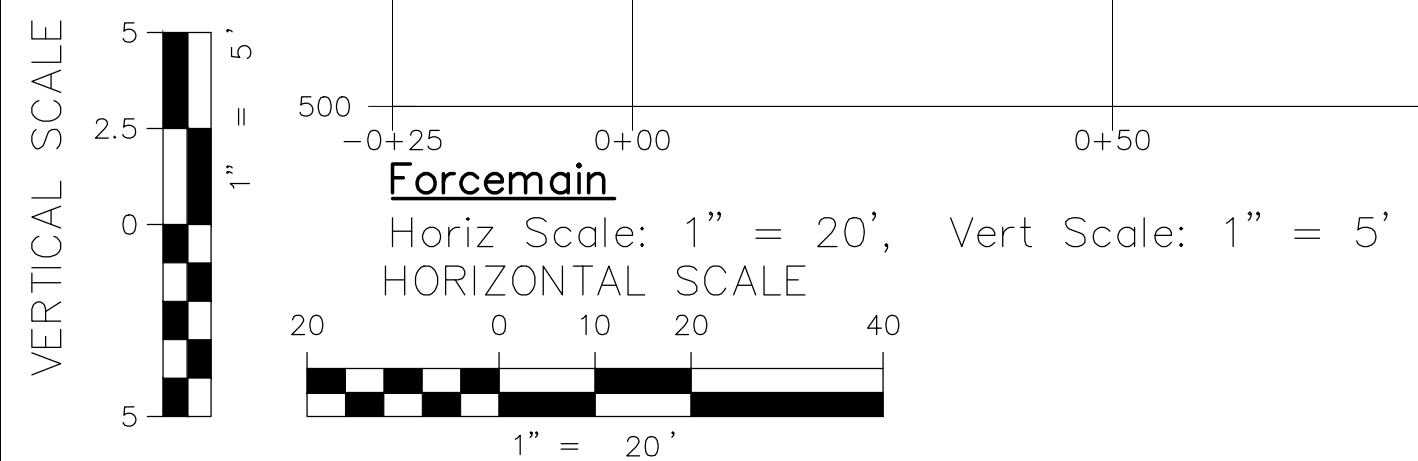 VERTICAL SCALE
5
2.5
0
5
1" = 5'
500
-0+25 0+00 0+50
Forcemain
Horiz Scale: 1" = 20', Vert Scale: 1" = 5'
HORIZONTAL SCALE
20 0 10 20 40
1" = 20'